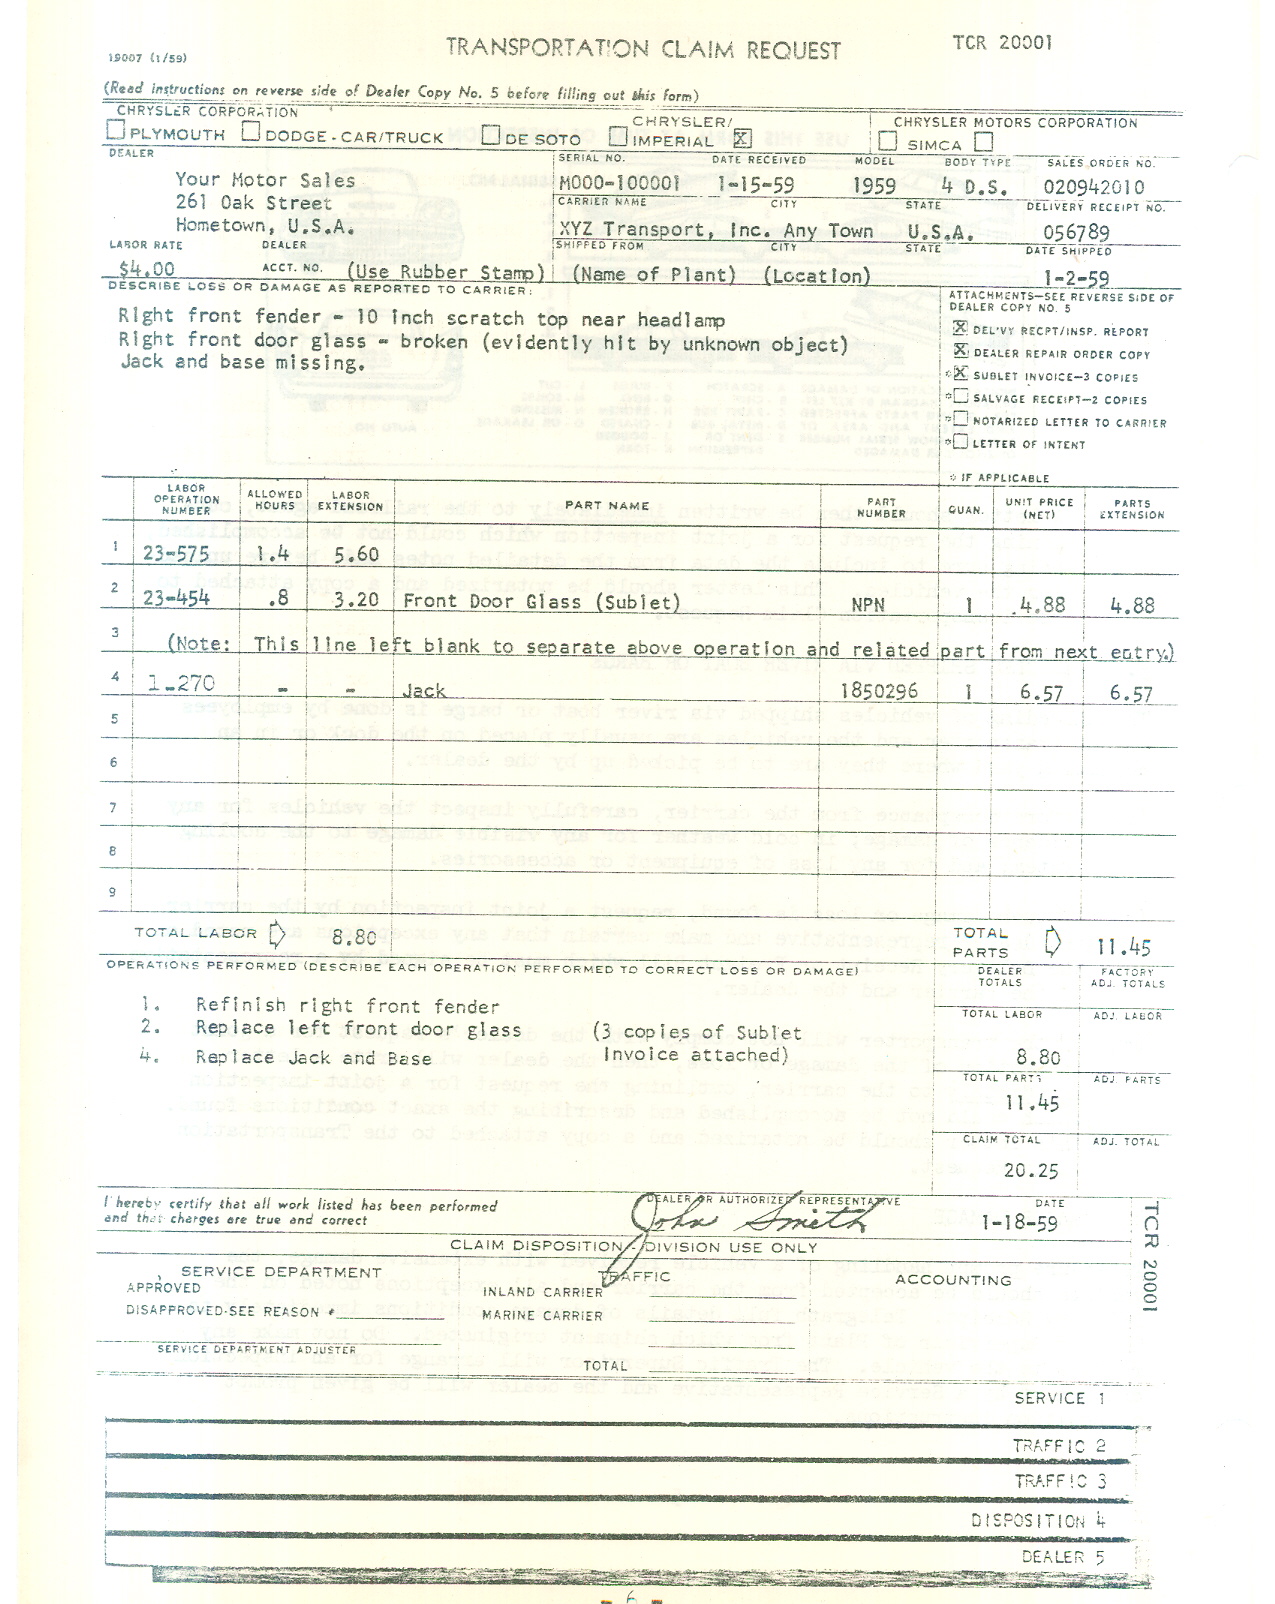 TRANSPORTATION CLAIM REQUEST
TCR 20001
19007 (1/59)
(Read instructions on reverse side of Dealer Copy No. 5 before filling out this form)
CHRYSLER CORPORATION
PLYMOUTH DODGE - CAR/TRUCK DE SOTO CHRYSLER/ IMPERIAL X
CHRYSLER MOTORS CORPORATION
SIMCA
DEALER
Your Motor Sales
261 Oak Street
Hometown, U.S.A.
LABOR RATE DEALER
$4.00 ACCT. NO. (Use Rubber Stamp)
SERIAL NO. DATE RECEIVED MODEL BODY TYPE SALES ORDER NO.
M000-100001 1-15-59 1959 4 D.S. 020942010
CARRIER NAME CITY STATE DELIVERY RECEIPT NO.
XYZ Transport, Inc. Any Town U.S.A. 056789
SHIPPED FROM CITY STATE DATE SHIPPED
(Name of Plant) (Location) 1-2-59
DESCRIBE LOSS OR DAMAGE AS REPORTED TO CARRIER:
Right front fender - 10 inch scratch top near headlamp
Right front door glass - broken (evidently hit by unknown object)
Jack and base missing.
ATTACHMENTS—SEE REVERSE SIDE OF
DEALER COPY NO. 5
X DEL'VY RECPT/INSP. REPORT
X DEALER REPAIR ORDER COPY
*X SUBLET INVOICE—3 COPIES
* SALVAGE RECEIPT—2 COPIES
* NOTARIZED LETTER TO CARRIER
* LETTER OF INTENT
* IF APPLICABLE
LABOR OPERATION NUMBER ALLOWED HOURS LABOR EXTENSION PART NAME PART NUMBER QUAN. UNIT PRICE (NET) PARTS EXTENSION
1 23-575 1.4 5.60
2 23-454 .8 3.20 Front Door Glass (Sublet) NPN 1 4.88 4.88
3 (Note: This line left blank to separate above operation and related part from next entry.)
4 1-270 - - Jack 1850296 1 6.57 6.57
5
6
7
8
9
TOTAL LABOR 8.80 TOTAL PARTS 11.45
OPERATIONS PERFORMED (DESCRIBE EACH OPERATION PERFORMED TO CORRECT LOSS OR DAMAGE)
1. Refinish right front fender
2. Replace left front door glass (3 copies of Sublet
4. Replace Jack and Base Invoice attached)
DEALER TOTALS FACTORY ADJ. TOTALS
TOTAL LABOR ADJ. LABOR
8.80
TOTAL PARTS ADJ. PARTS
11.45
CLAIM TOTAL ADJ. TOTAL
20.25
I hereby certify that all work listed has been performed
and that charges are true and correct
DEALER OR AUTHORIZED REPRESENTATIVE
John Smith
DATE
1-18-59
TCR 20001
CLAIM DISPOSITION - DIVISION USE ONLY
SERVICE DEPARTMENT
APPROVED
DISAPPROVED-SEE REASON #
SERVICE DEPARTMENT ADJUSTER
TRAFFIC
INLAND CARRIER
MARINE CARRIER
TOTAL
ACCOUNTING
SERVICE 1
TRAFFIC 2
TRAFFIC 3
DISPOSITION 4
DEALER 5
6